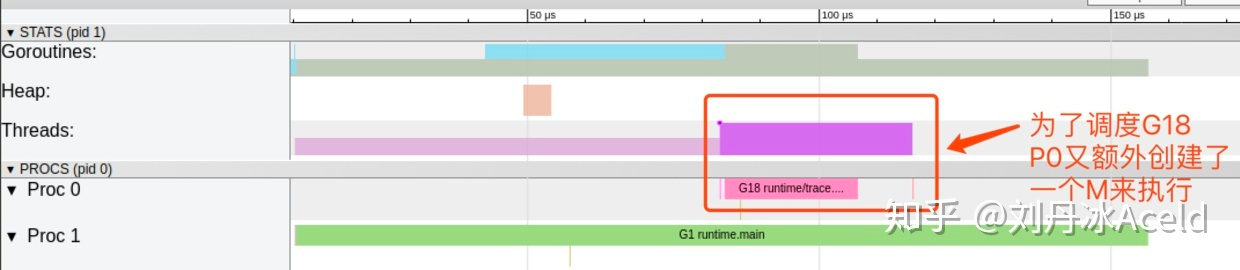 50 μs
100 μs
150 μs
▼ STATS (pid 1)
Goroutines:
Heap:
Threads:
▼ PROCS (pid 0)
▼ Proc 0
G18 runtime/trace....
▼ Proc 1
G1 runtime.main
为了调度G18
P0又额外创建了
一个M来执行
知乎 @刘丹冰Aceld